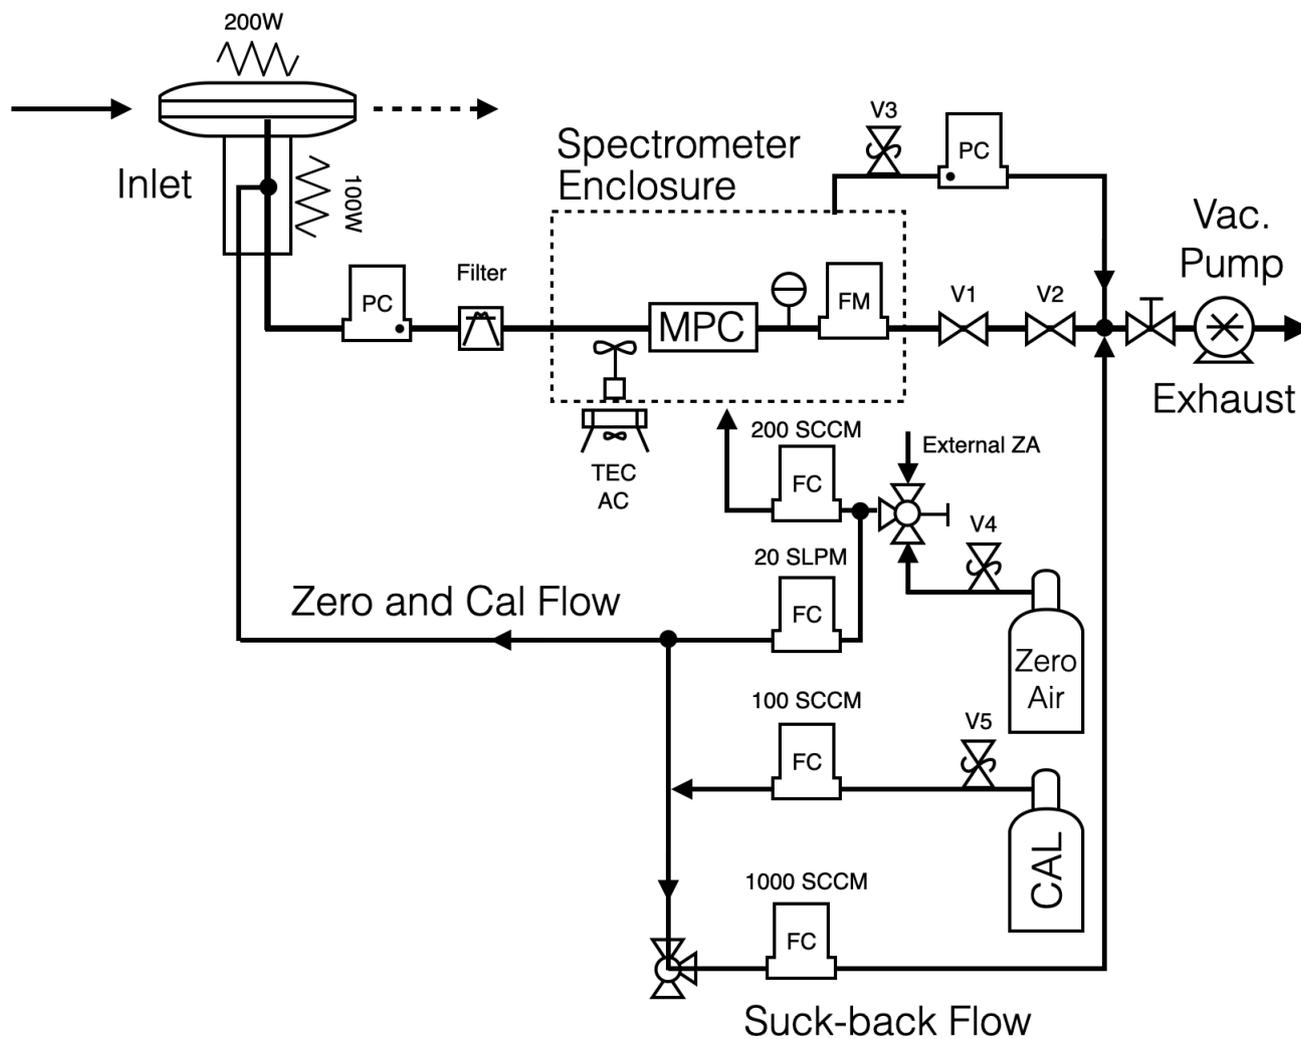 200W
V3
PC
Spectrometer
Enclosure
Inlet
100W
Vac.
Pump
Filter
PC
FM
V1
V2
MPC
Exhaust
200 SCCM
External ZA
TEC
AC
FC
V4
20 SLPM
Zero and Cal Flow
FC
Zero
Air
100 SCCM
V5
FC
CAL
1000 SCCM
FC
Suck-back Flow